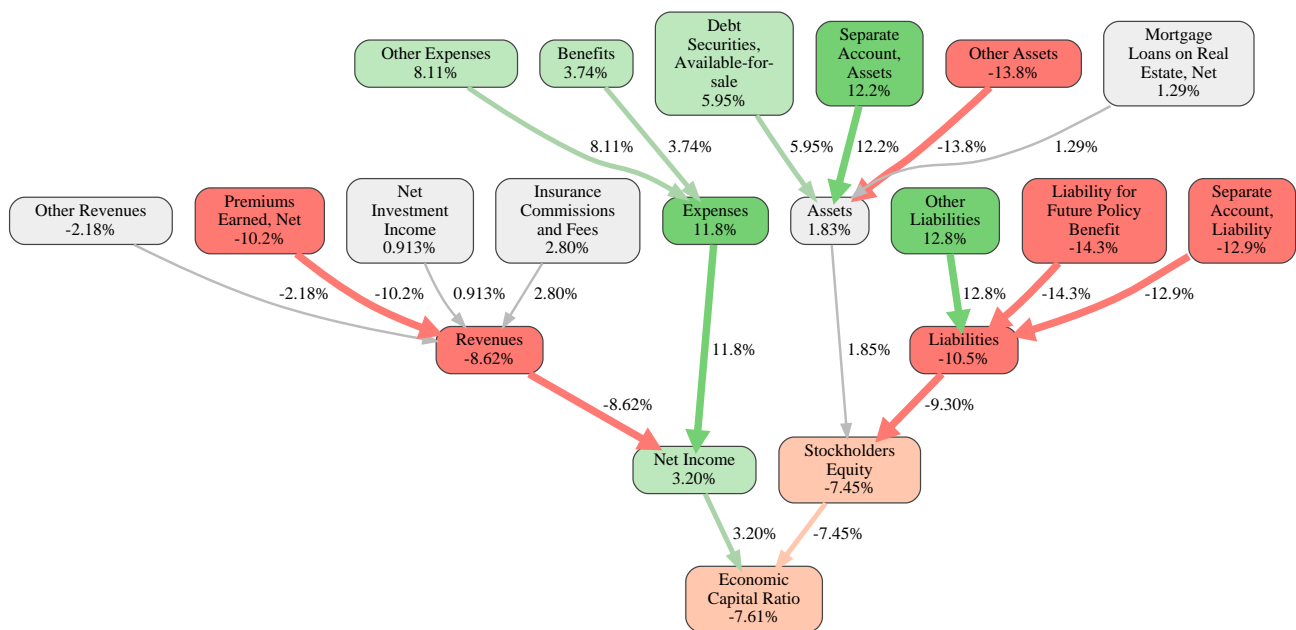 Other Expenses
8.11%
Benefits
3.74%
Debt
Securities,
Available-for-
sale
5.95%
Separate
Account,
Assets
12.2%
Other Assets
-13.8%
Mortgage
Loans on Real
Estate, Net
1.29%
8.11%
3.74%
5.95%
12.2%
-13.8%
1.29%
Other Revenues
-2.18%
Premiums
Earned, Net
-10.2%
Net
Investment
Income
0.913%
Insurance
Commissions
and Fees
2.80%
Expenses
11.8%
Assets
1.83%
Other
Liabilities
12.8%
Liability for
Future Policy
Benefit
-14.3%
Separate
Account,
Liability
-12.9%
-2.18%
-10.2%
0.913%
2.80%
12.8%
-14.3%
-12.9%
Revenues
-8.62%
11.8%
1.85%
Liabilities
-10.5%
-8.62%
-9.30%
Net Income
3.20%
Stockholders
Equity
-7.45%
3.20%
-7.45%
Economic
Capital Ratio
-7.61%